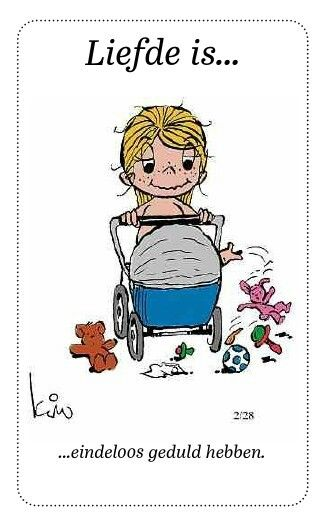 Liefde is...
kim
2/28
...eindeloos geduld hebben.